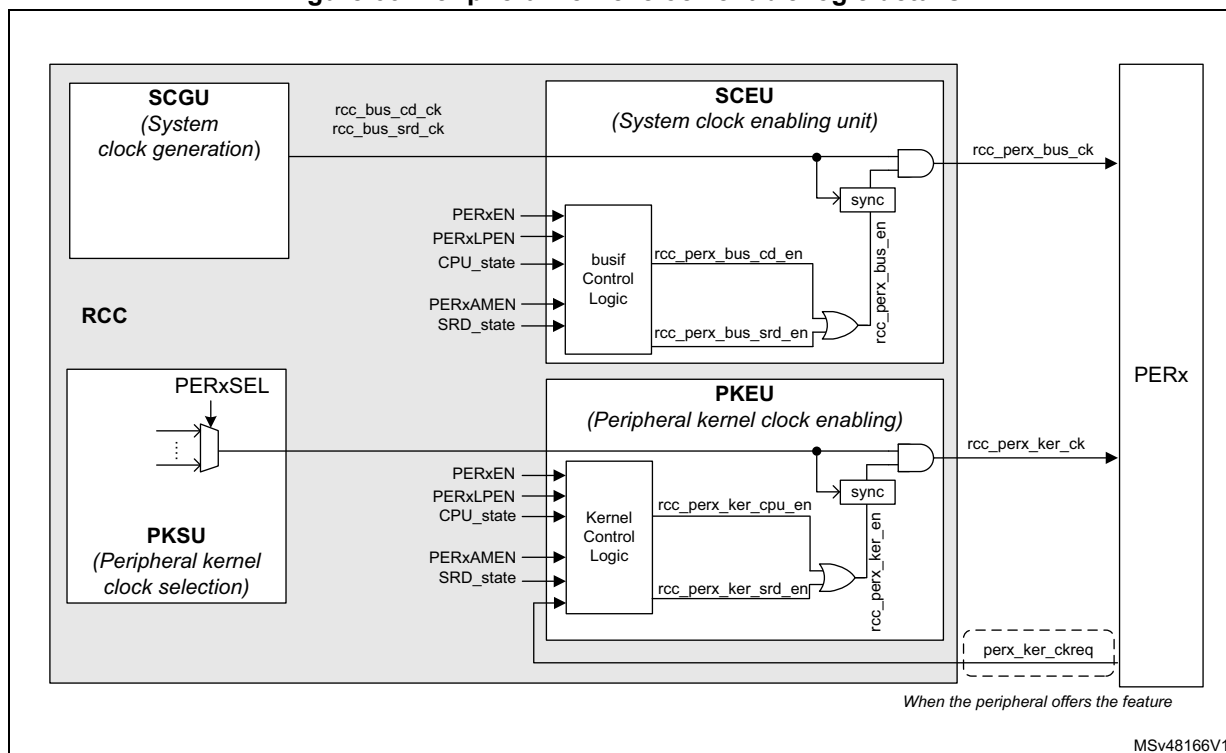 SCGU
(System
clock generation)
rcc_bus_cd_ck
rcc_bus_srd_ck
SCEU
(System clock enabling unit)
rcc_perx_bus_ck
sync
PERxEN
PERxLPEN
CPU_state
PERxAMEN
SRD_state
busif
Control
Logic
rcc_perx_bus_cd_en
rcc_perx_bus_srd_en
rcc_perx_bus_en
RCC
PERx
PERxSEL
PKSU
(Peripheral kernel
clock selection)
PKEU
(Peripheral kernel clock enabling)
rcc_perx_ker_ck
sync
PERxEN
PERxLPEN
CPU_state
PERxAMEN
SRD_state
Kernel
Control
Logic
rcc_perx_ker_cpu_en
rcc_perx_ker_srd_en
rcc_perx_ker_en
perx_ker_ckreq
When the peripheral offers the feature
MSv48166V1